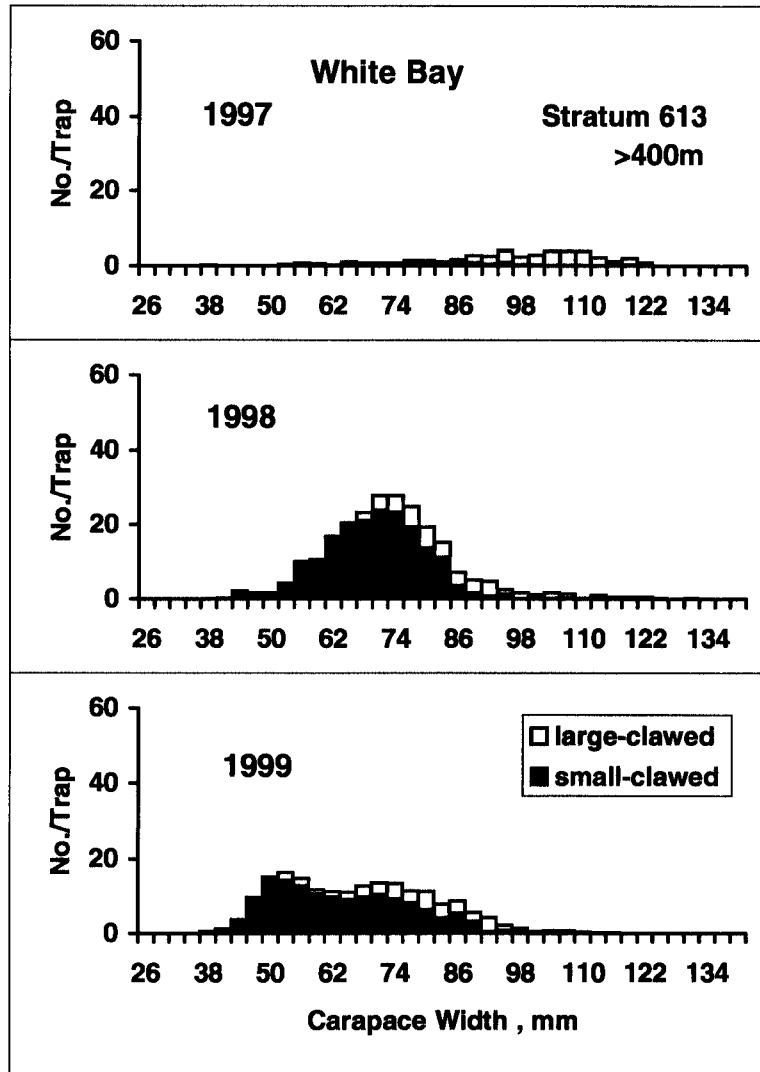 White Bay
1997
Stratum 613
>400m
No./Trap
60
40
20
0
26 38 50 62 74 86 98 110 122 134
1998
No./Trap
60
40
20
0
26 38 50 62 74 86 98 110 122 134
1999
large-clawed
small-clawed
No./Trap
60
40
20
0
26 38 50 62 74 86 98 110 122 134
Carapace Width , mm